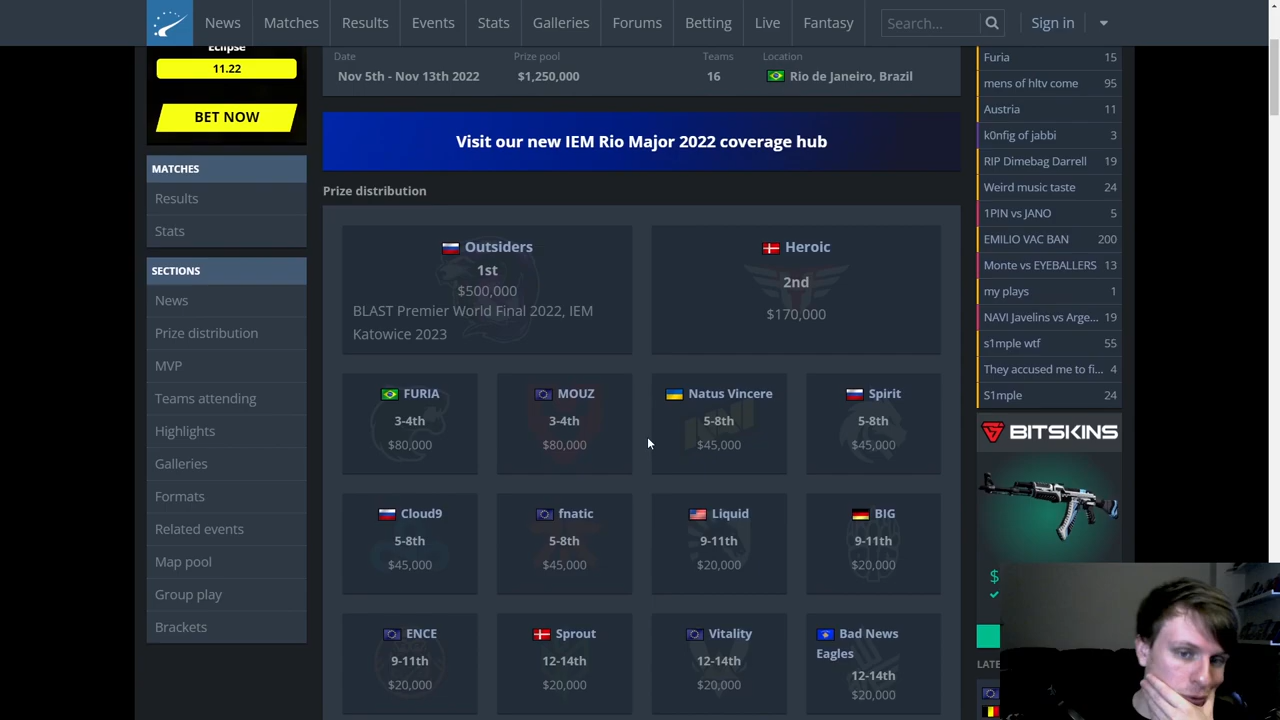 News Matches Results Events Stats Galleries Forums Betting Live Fantasy Search... Sign in
Eclipse
11.22
BET NOW
MATCHES
Results
Stats
SECTIONS
News
Prize distribution
MVP
Teams attending
Highlights
Galleries
Formats
Related events
Map pool
Group play
Brackets
Date Prize pool Teams Location
Nov 5th - Nov 13th 2022 $1,250,000 16 Rio de Janeiro, Brazil
Visit our new IEM Rio Major 2022 coverage hub
Prize distribution
Outsiders
1st
$500,000
BLAST Premier World Final 2022, IEM
Katowice 2023
Heroic
2nd
$170,000
FURIA
3-4th
$80,000
MOUZ
3-4th
$80,000
Natus Vincere
5-8th
$45,000
Spirit
5-8th
$45,000
Cloud9
5-8th
$45,000
fnatic
5-8th
$45,000
Liquid
9-11th
$20,000
BIG
9-11th
$20,000
ENCE
9-11th
$20,000
Sprout
12-14th
$20,000
Vitality
12-14th
$20,000
Bad News
Eagles
12-14th
$20,000
Furia 15
mens of hltv come 95
Austria 11
k0nfig of jabbi 3
RIP Dimebag Darrell 19
Weird music taste 24
1PIN vs JANO 5
EMILIO VAC BAN 200
Monte vs EYEBALLERS 13
my plays 1
NAVI Javelins vs Arge... 19
s1mple wtf 55
They accused me to fi... 4
S1mple 24
BITSKINS
$
LATE